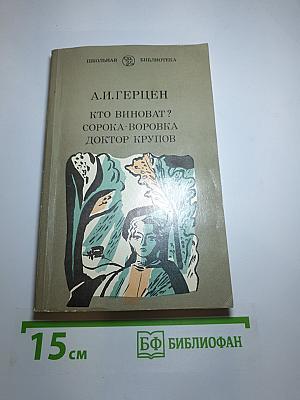 ШКОЛЬНАЯ БИБЛИОТЕКА
А.И.ГЕРЦЕН
КТО ВИНОВАТ?
СОРОКА-ВОРОВКА
ДОКТОР КРУПОВ
15 см
БФ БИБЛИОФАН